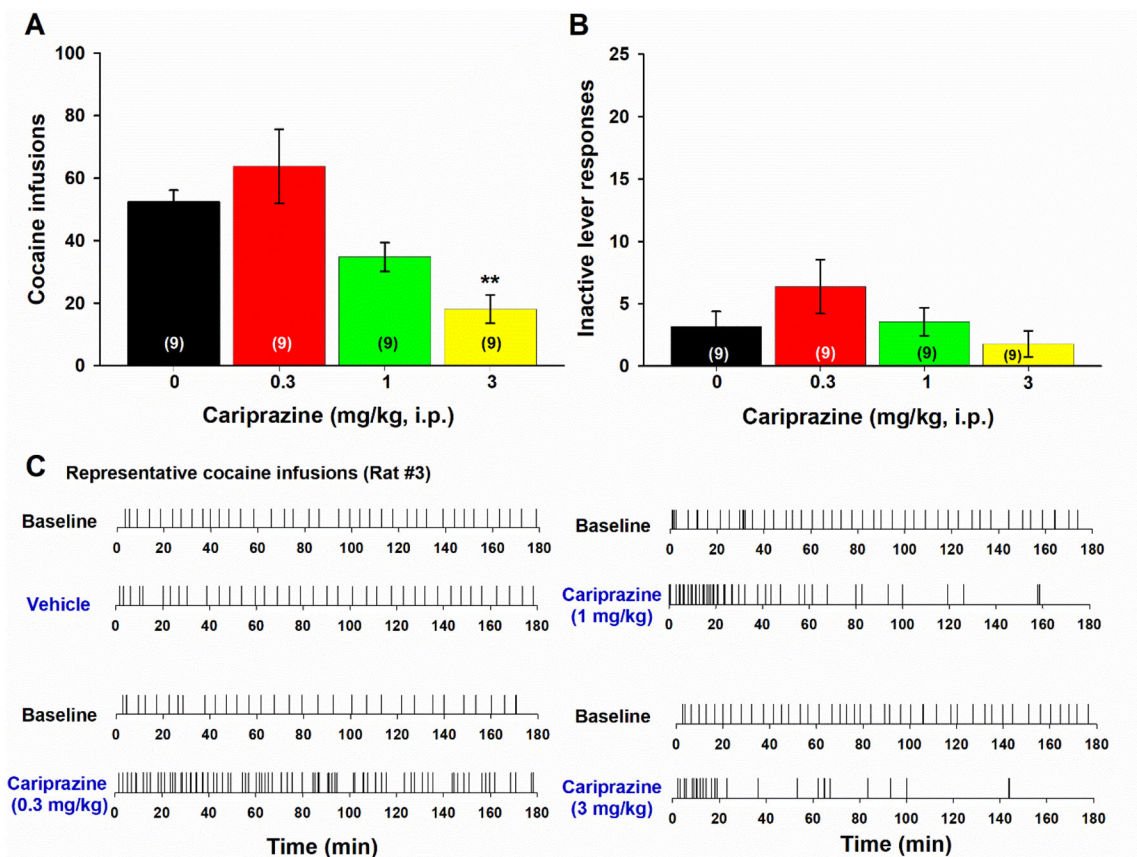 A
Cocaine infusions
100
80
60
40
20
0
(9)
(9)
(9)
**
(9)
0
0.3
1
3
Cariprazine (mg/kg, i.p.)
B
Inactive lever responses
25
20
15
10
5
0
(9)
(9)
(9)
(9)
0
0.3
1
3
Cariprazine (mg/kg, i.p.)
C Representative cocaine infusions (Rat #3)
Baseline
0 20 40 60 80 100 120 140 160 180
Vehicle
0 20 40 60 80 100 120 140 160 180
Baseline
0 20 40 60 80 100 120 140 160 180
Cariprazine
(0.3 mg/kg)
0 20 40 60 80 100 120 140 160 180
Time (min)
Baseline
0 20 40 60 80 100 120 140 160 180
Cariprazine
(1 mg/kg)
0 20 40 60 80 100 120 140 160 180
Baseline
0 20 40 60 80 100 120 140 160 180
Cariprazine
(3 mg/kg)
0 20 40 60 80 100 120 140 160 180
Time (min)